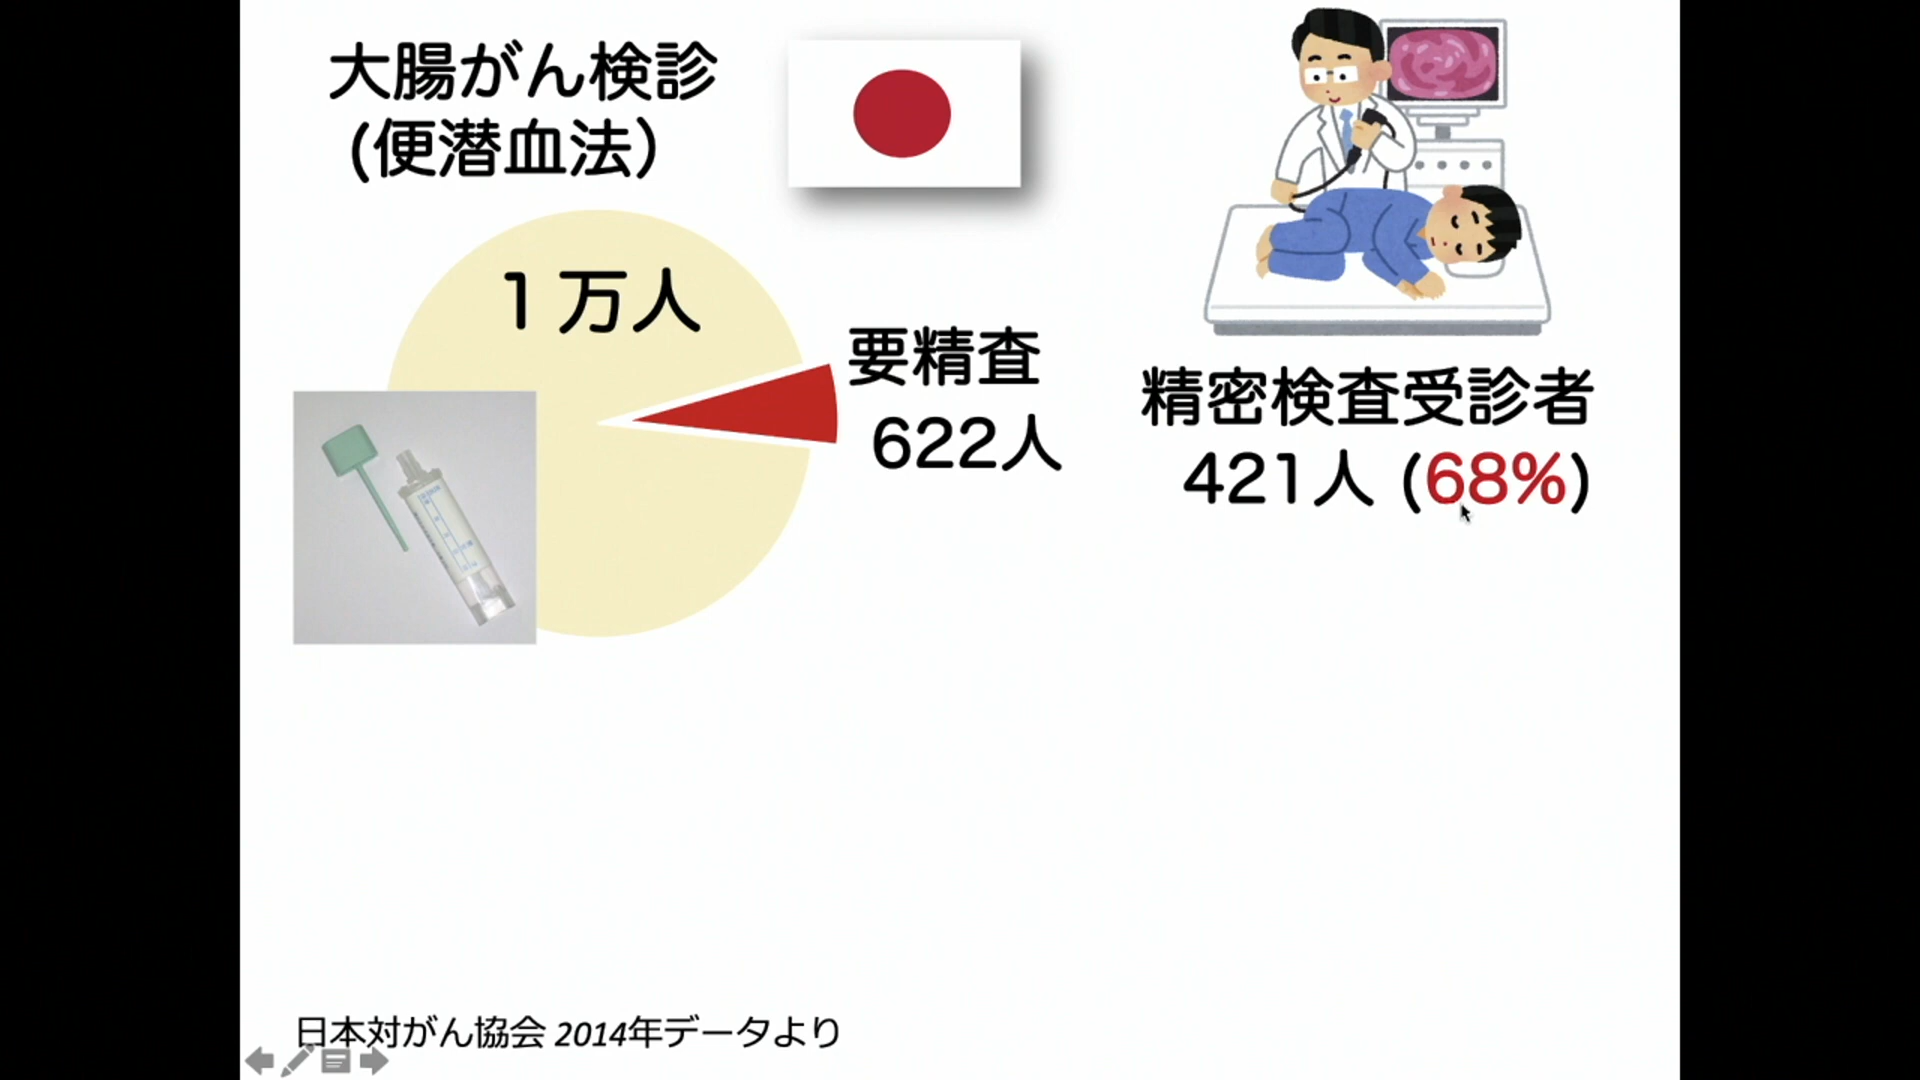 大腸がん検診
(便潜血法）
１万人
要精査
622人
精密検査受診者
421人 (68%)
日本対がん協会 2014年データより